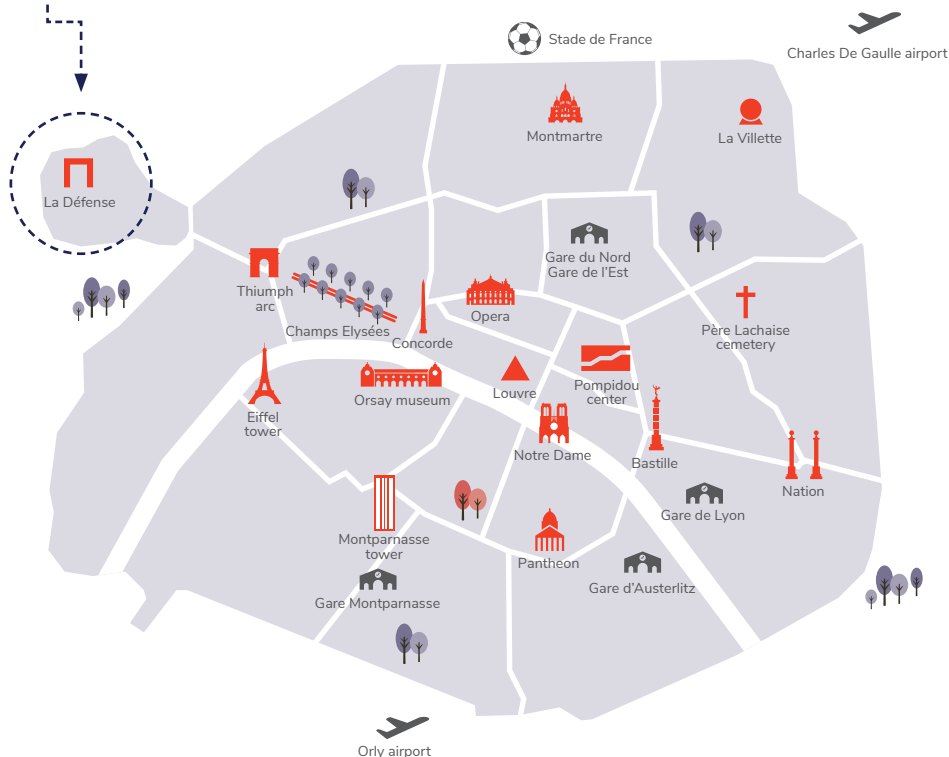 Stade de France
Charles De Gaulle airport
Montmartre
La Villette
La Défense
Gare du Nord
Gare de l'Est
Thiumph
arc
Champs Elysées
Concorde
Opera
Père Lachaise
cemetery
Orsay museum
Louvre
Pompidou
center
Eiffel
tower
Notre Dame
Bastille
Nation
Gare de Lyon
Montparnasse
tower
Pantheon
Gare d'Austerlitz
Gare Montparnasse
Orly airport